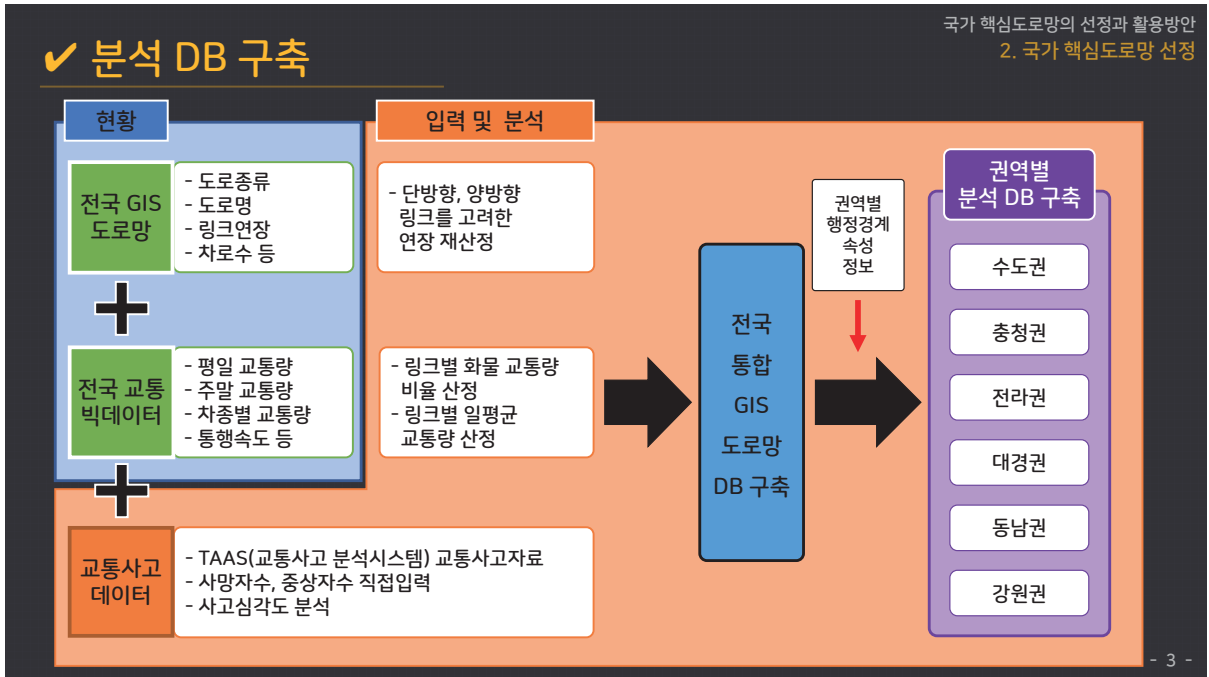 국가 핵심도로망의 선정과 활용방안
2. 국가 핵심도로망 선정
✔ 분석 DB 구축
현황
전국 GIS
도로망
- 도로종류
- 도로명
- 링크연장
- 차로수 등
전국 교통
빅데이터
- 평일 교통량
- 주말 교통량
- 차종별 교통량
- 통행속도 등
교통사고
데이터
- TAAS(교통사고 분석시스템) 교통사고자료
- 사망자수, 중상자수 직접입력
- 사고심각도 분석
입력 및 분석
- 단방향, 양방향
링크를 고려한
연장 재산정
- 링크별 화물 교통량
비율 산정
- 링크별 일평균
교통량 산정
전국
통합
GIS
도로망
DB 구축
권역별
행정경계
속성
정보
권역별
분석 DB 구축
수도권
충청권
전라권
대경권
동남권
강원권
- 3 -